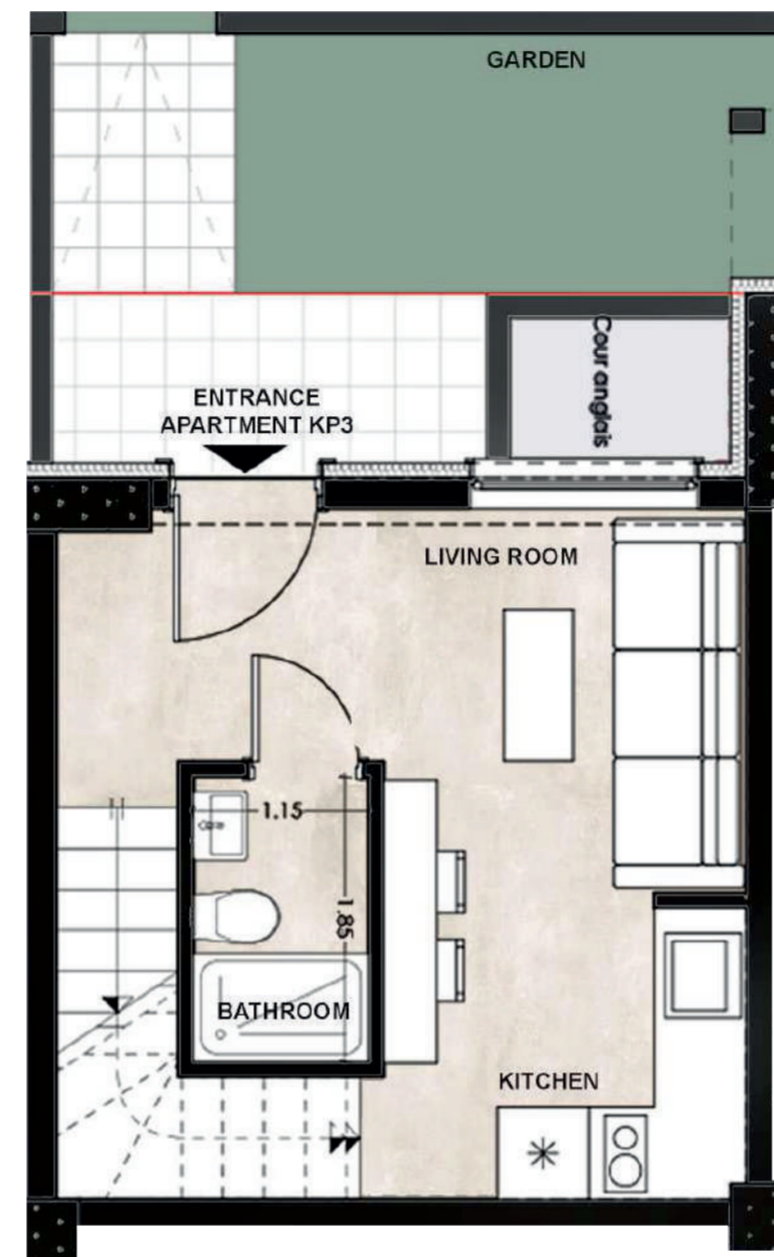 GARDEN
Cour anglais
ENTRANCE
APARTMENT KP3
LIVING ROOM
1.15
1.85
BATHROOM
KITCHEN